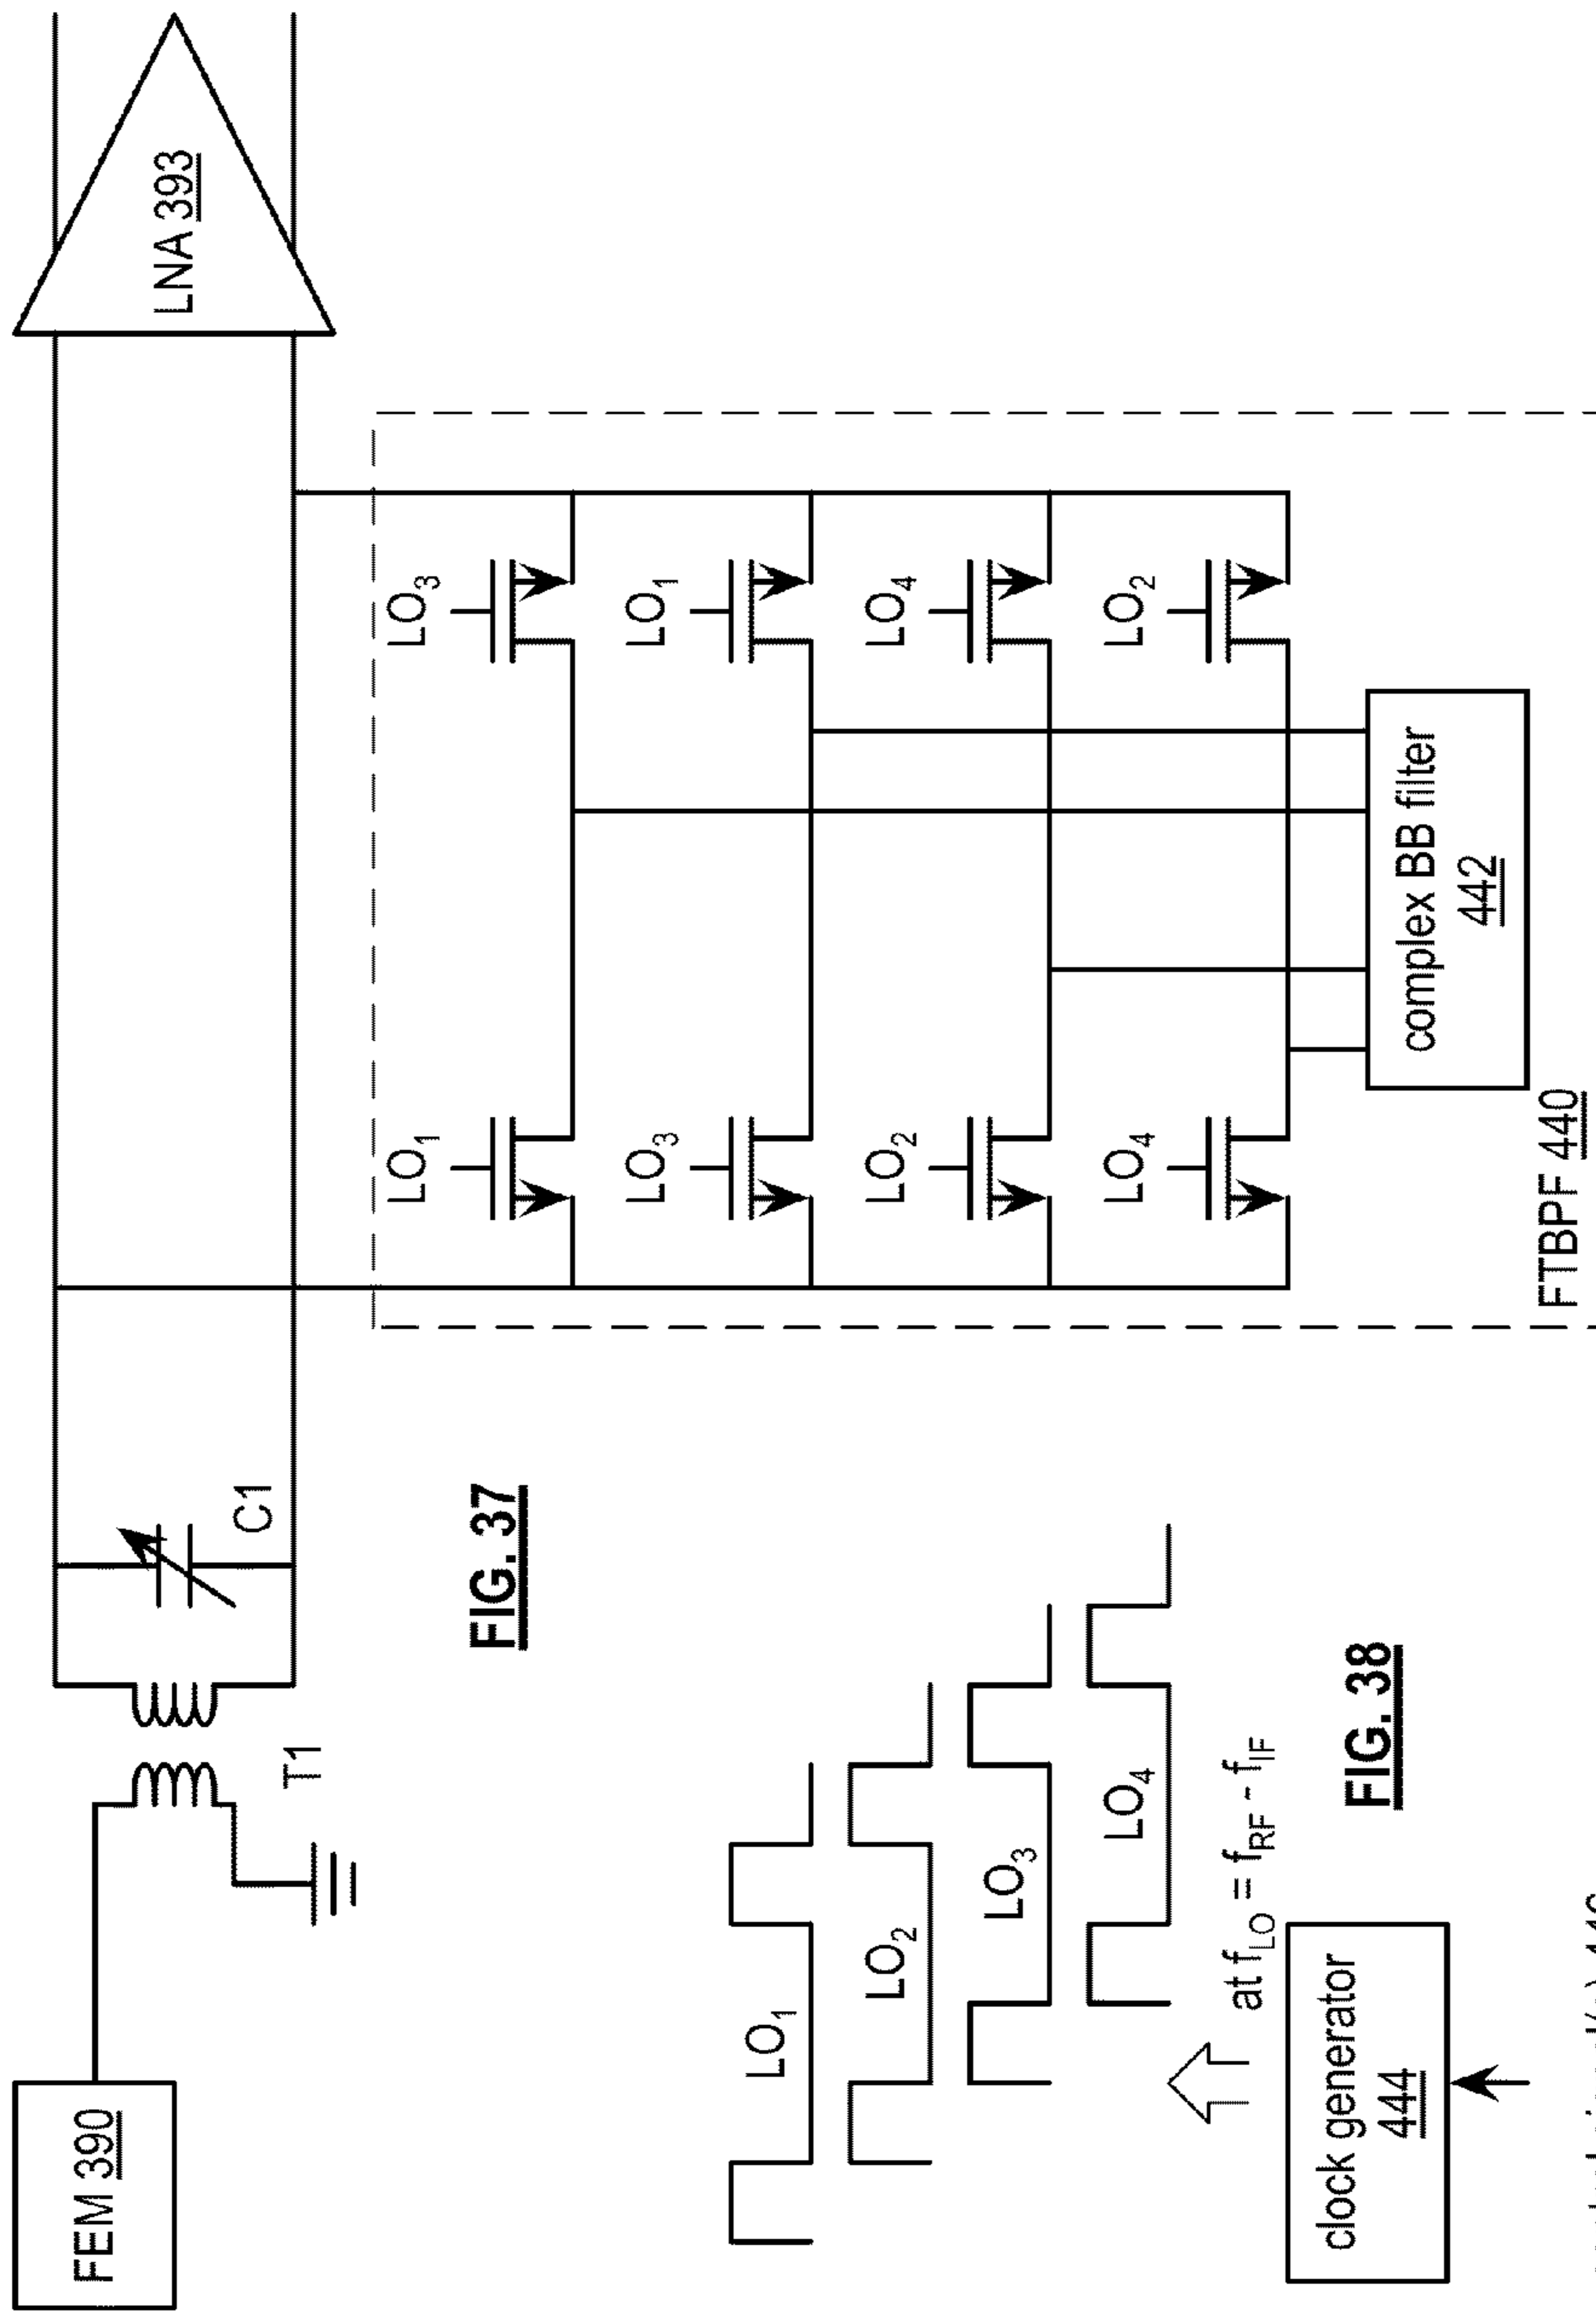 FEM 390
T1
C1
LNA 393
FIG. 37
LO1
LO3
LO3
LO1
LO2
LO4
LO4
LO2
complex BB filter
442
FTBPF 440
LO1
LO2
LO3
LO4
at fLO = fRF - fIF
clock generator
444
FIG. 38